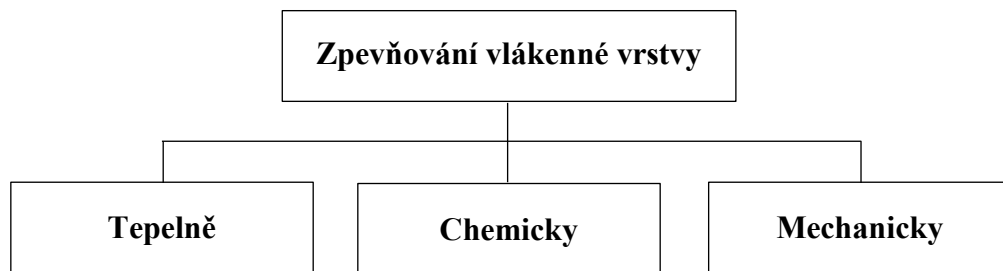 Zpevňování vlákenné vrstvy
Tepelně
Chemicky
Mechanicky